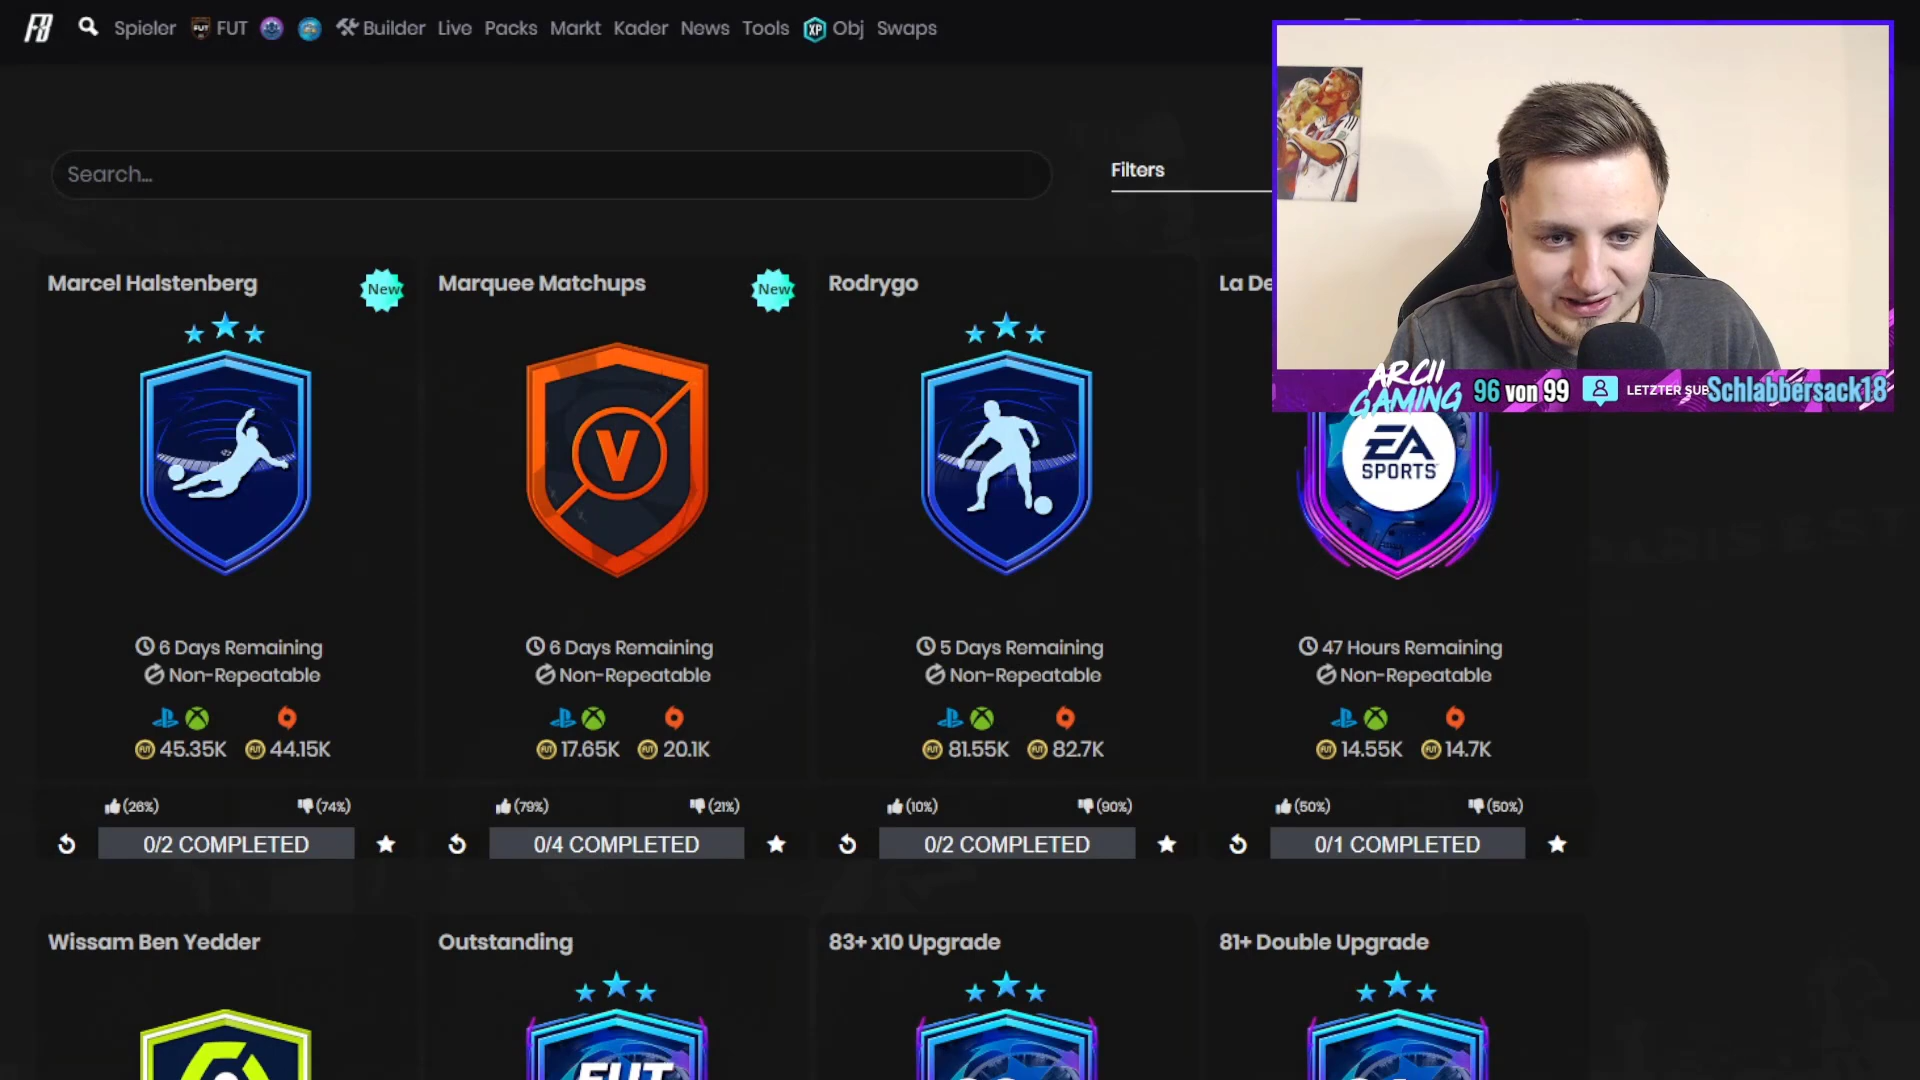 Spieler FUT Builder Live Packs Markt Kader News Tools XP Obj Swaps
Search...
Filters
Marcel Halstenberg
New
Marquee Matchups
New
Rodrygo
La De
V
EA
SPORTS
ARCII
GAMING
96 von 99
LETZTER SUB
Schlabbersack18
6 Days Remaining
Non-Repeatable
45.35K
44.15K
(26%)
(74%)
0/2 COMPLETED
6 Days Remaining
Non-Repeatable
17.65K
20.1K
(79%)
(21%)
0/4 COMPLETED
5 Days Remaining
Non-Repeatable
81.55K
82.7K
(10%)
(90%)
0/2 COMPLETED
47 Hours Remaining
Non-Repeatable
14.55K
14.7K
(50%)
(50%)
0/1 COMPLETED
Wissam Ben Yedder
Outstanding
FUT
83+ x10 Upgrade
81+ Double Upgrade